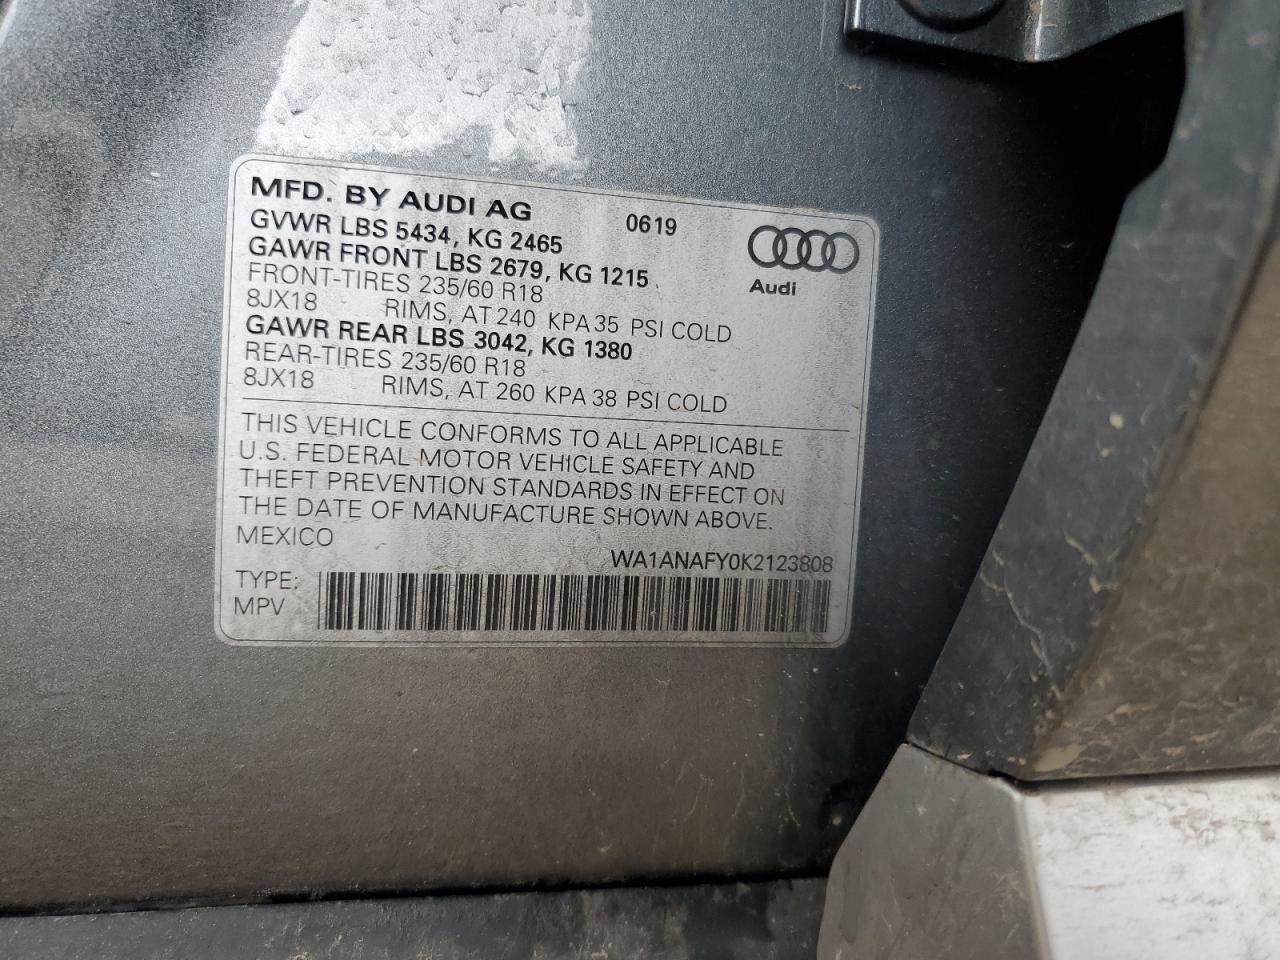 MFD. BY AUDI AG 0619
GVWR LBS 5434, KG 2465
GAWR FRONT LBS 2679, KG 1215
Audi
FRONT-TIRES 235/60 R18
8JX18 RIMS, AT 240 KPA 35 PSI COLD
GAWR REAR LBS 3042, KG 1380
REAR-TIRES 235/60 R18
8JX18 RIMS, AT 260 KPA 38 PSI COLD
THIS VEHICLE CONFORMS TO ALL APPLICABLE
U.S. FEDERAL MOTOR VEHICLE SAFETY AND
THEFT PREVENTION STANDARDS IN EFFECT ON
THE DATE OF MANUFACTURE SHOWN ABOVE.
MEXICO
WA1ANAFY0K2123808
TYPE:
MPV